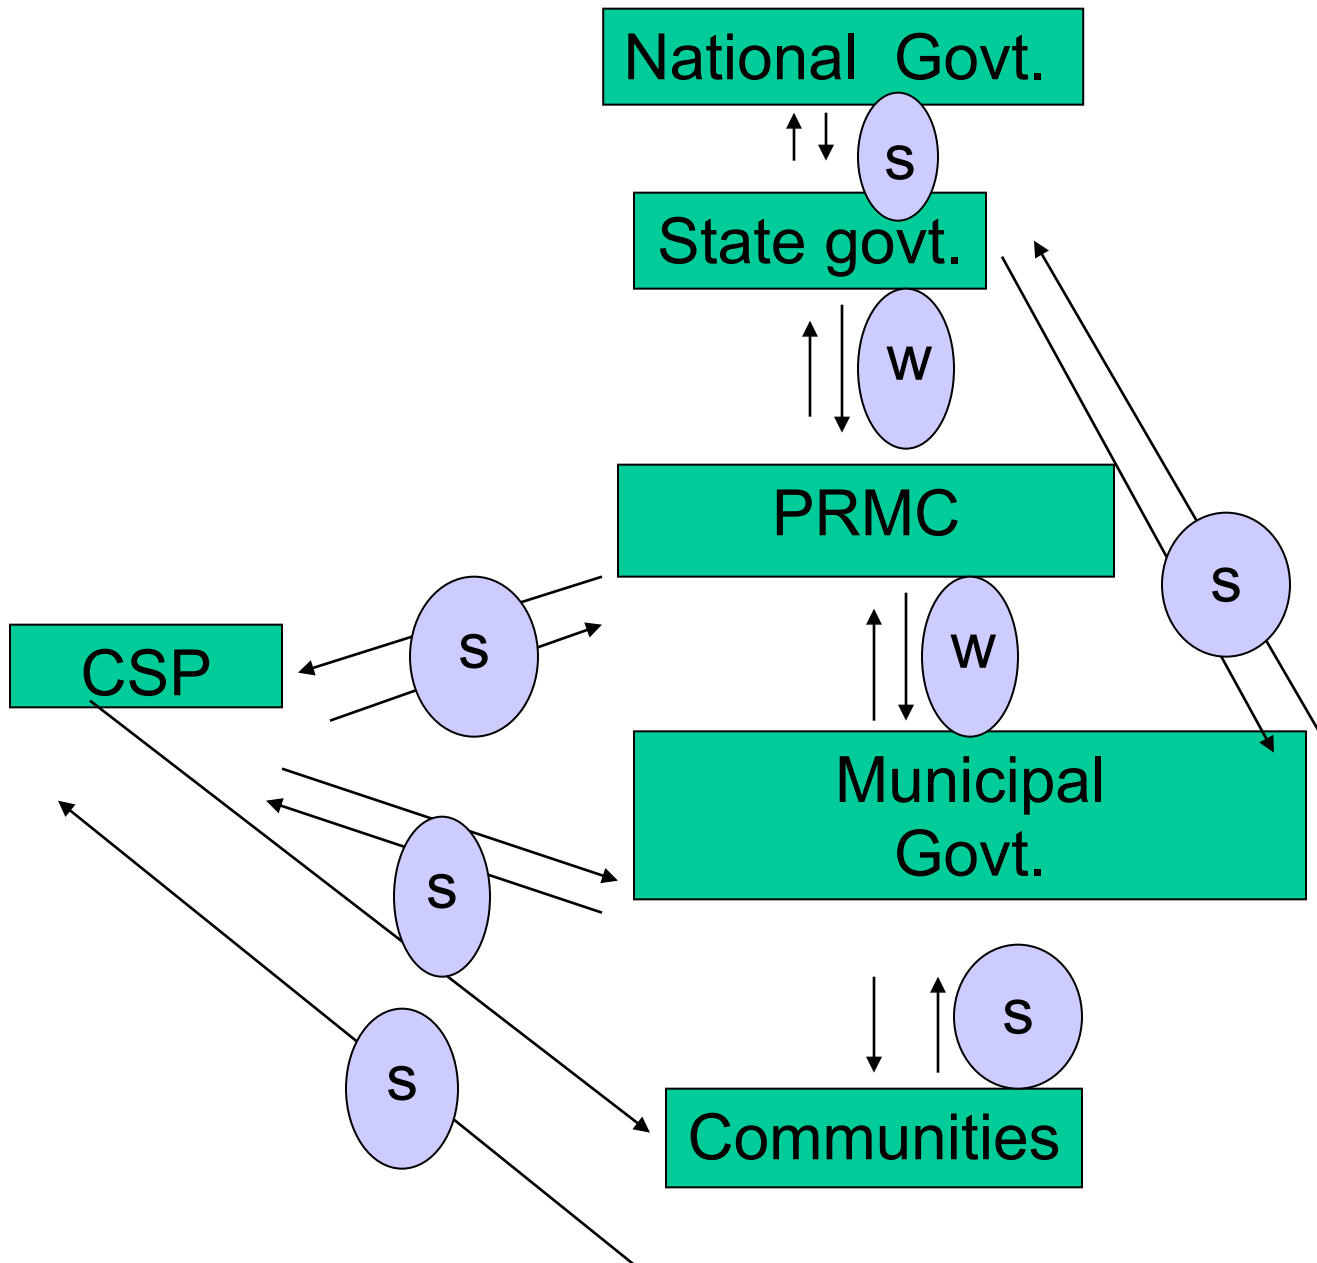 National Govt.
s
State govt.
w
PRMC
s
s
w
CSP
Municipal
Govt.
s
s
s
Communities